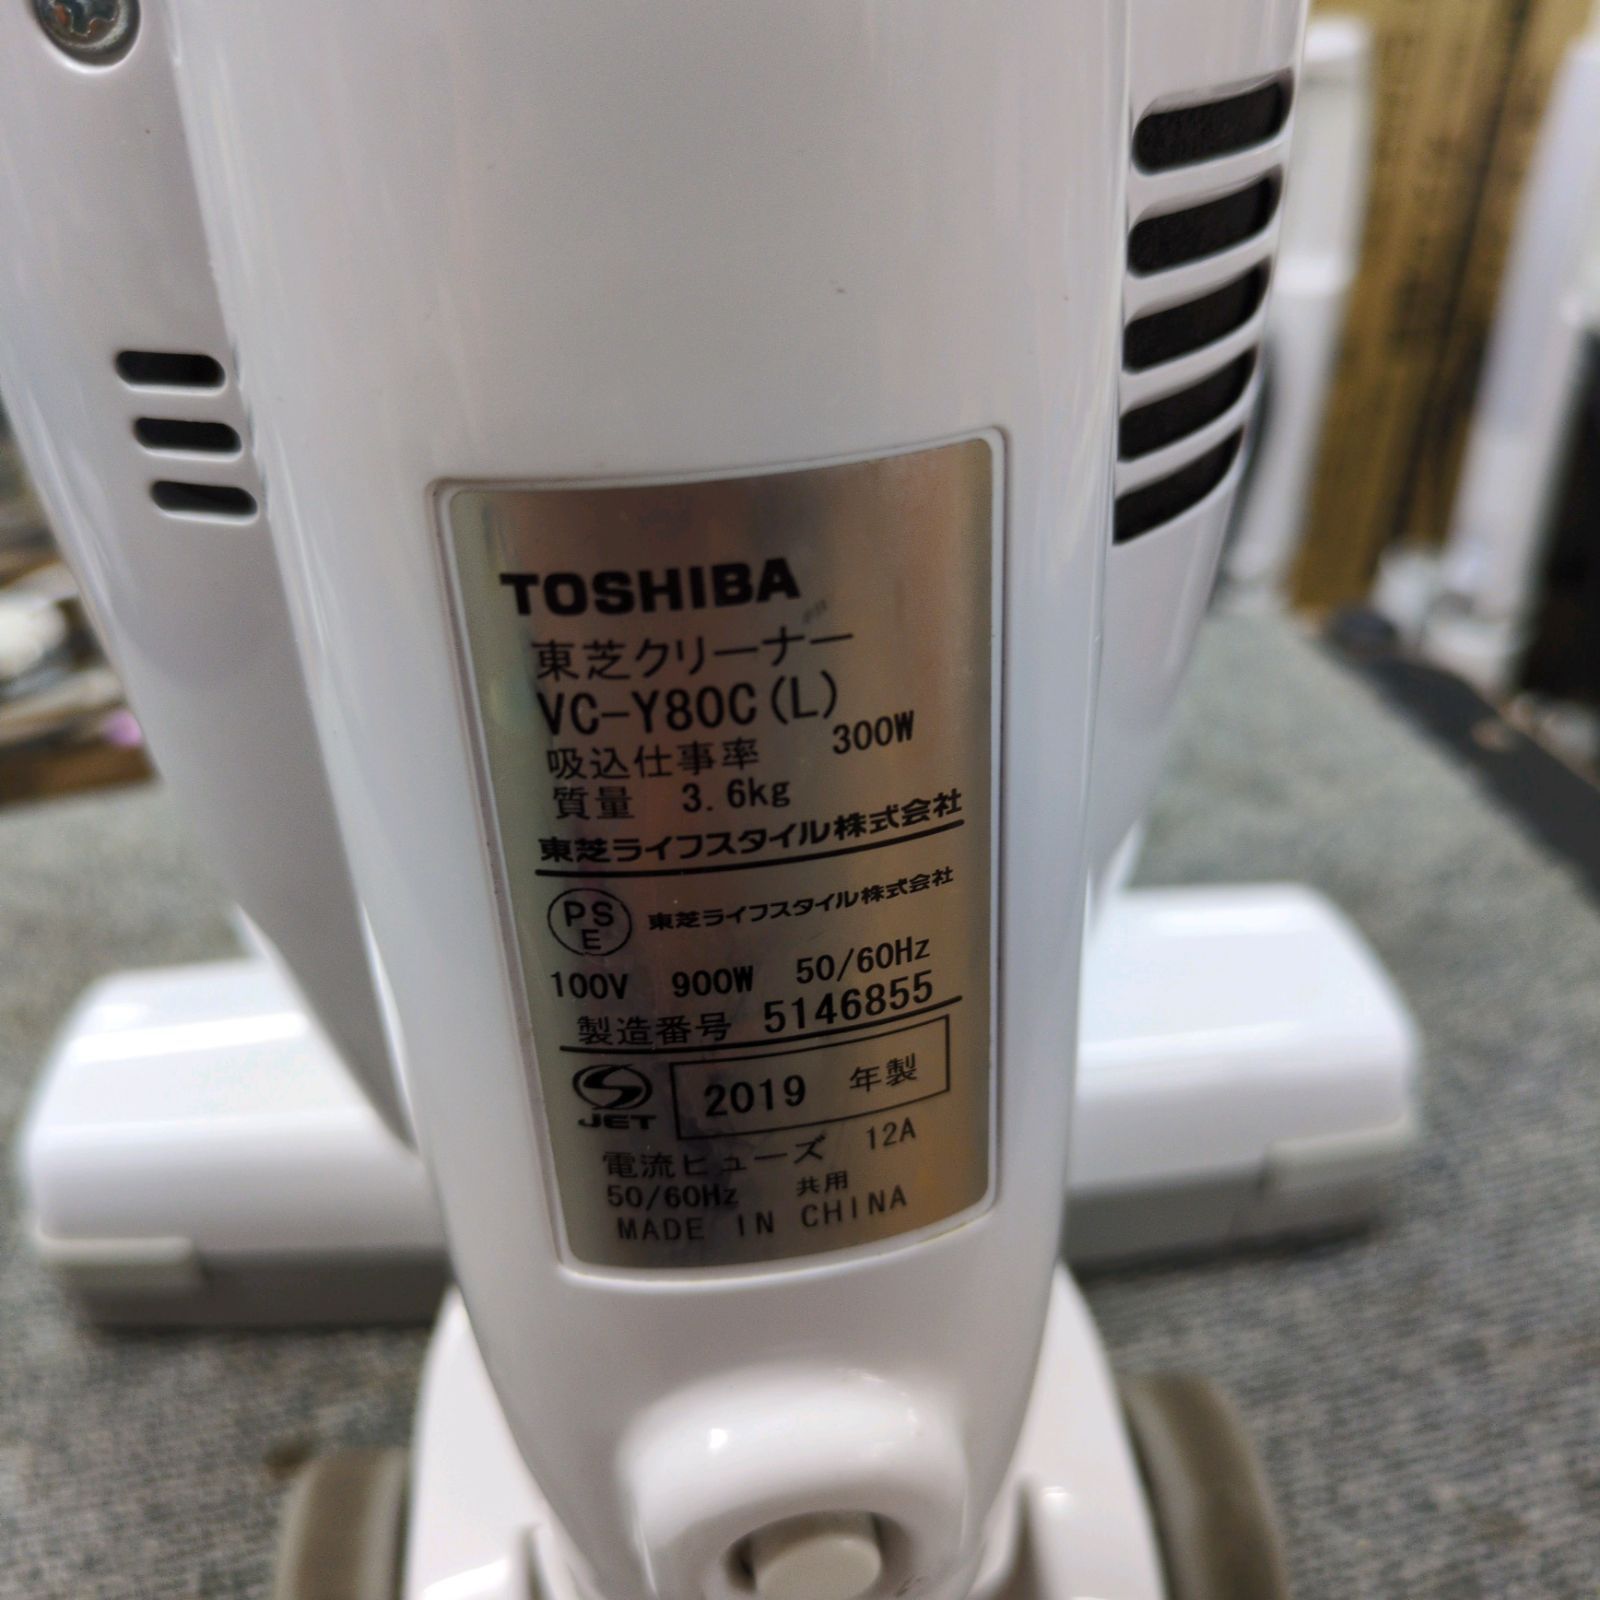 TOSHIBA
東芝クリーナー
VC-Y80C(L)
吸込仕事率 300W
質量 3.6kg
東芝ライフスタイル株式会社
PS E 東芝ライフスタイル株式会社
100V 900W 50/60Hz
製造番号 5146855
JET 2019 年製
電流ヒューズ 12A
50/60Hz 共用
MADE IN CHINA